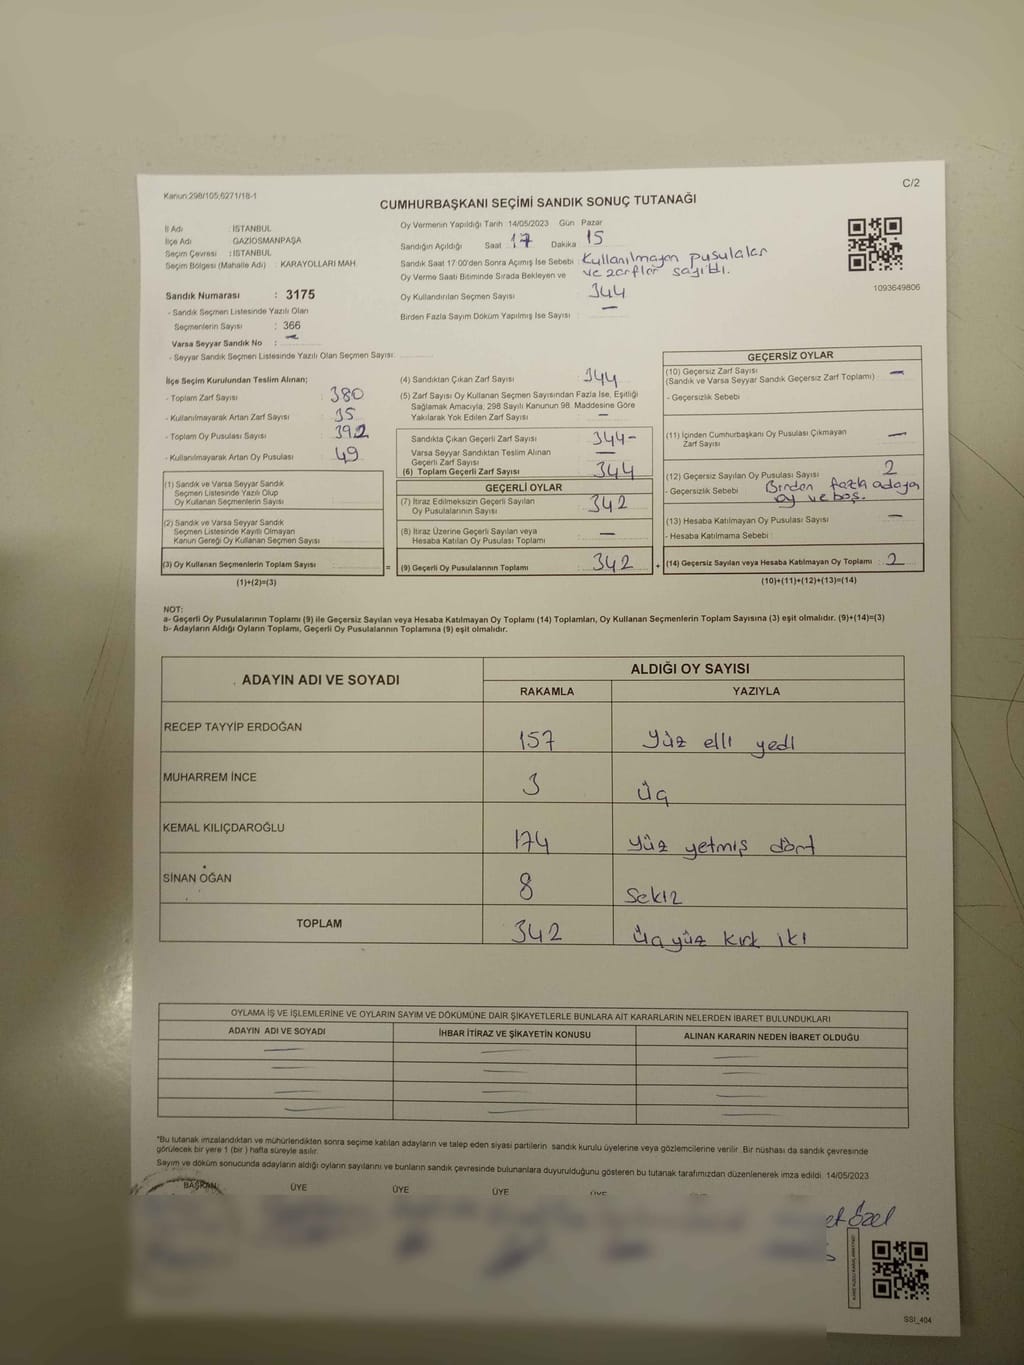 Kanun 298/105,6271/18-1
C/2
CUMHURBAŞKANI SEÇİMİ SANDIK SONUÇ TUTANAĞI
İl Adı : İSTANBUL
İlçe Adı : GAZİOSMANPAŞA
Seçim Çevresi : İSTANBUL
Seçim Bölgesi (Mahalle Adı) : KARAYOLLARI MAH.
Sandık Numarası : 3175
- Sandık Seçmen Listesinde Yazılı Olan
Seçmenlerin Sayısı : 366
Varsa Seyyar Sandık No : –
- Seyyar Sandık Seçmen Listesinde Yazılı Olan Seçmen Sayısı:
Oy Vermenin Yapıldığı Tarih 14/05/2023 Gün Pazar
Sandığın Açıldığı Saat 17 Dakika 15
Sandık Saat 17:00'den Sonra Açımış İse Sebebi : Kullanılmayan pusulalar
ve zarflar sayıldı.
Oy Verme Saati Bitiminde Sırada Bekleyen ve
Oy Kullandırılan Seçmen Sayısı 344
Birden Fazla Sayım Döküm Yapılmış İse Sayısı : –
1093649806
İlçe Seçim Kurulundan Teslim Alınan;
- Toplam Zarf Sayısı : 380
- Kullanılmayarak Artan Zarf Sayısı : 35
- Toplam Oy Pusulası Sayısı : 392
- Kullanılmayarak Artan Oy Pusulası : 49
(1) Sandık ve Varsa Seyyar Sandık
Seçmen Listesinde Yazılı Olup
Oy Kullanan Seçmenlerin Sayısı
(2) Sandık ve Varsa Seyyar Sandık
Seçmen Listesinde Kayıtlı Olmayan
Kanun Gereği Oy Kullanan Seçmen Sayısı
(3) Oy Kullanan Seçmenlerin Toplam Sayısı =
(1)+(2)=(3)
(4) Sandıktan Çıkan Zarf Sayısı : 344
(5) Zarf Sayısı Oy Kullanan Seçmen Sayısından Fazla İse, Eşitliği
Sağlamak Amacıyla; 298 Sayılı Kanunun 98. Maddesine Göre
Yakılarak Yok Edilen Zarf Sayısı : –
Sandıkta Çıkan Geçerli Zarf Sayısı : 344-
Varsa Seyyar Sandıktan Teslim Alınan
Geçerli Zarf Sayısı : –
(6) Toplam Geçerli Zarf Sayısı : 344
GEÇERLİ OYLAR
(7) İtiraz Edilmeksizin Geçerli Sayılan
Oy Pusulalarının Sayısı : 342
(8) İtiraz Üzerine Geçerli Sayılan veya
Hesaba Katılan Oy Pusulası Toplamı : –
(9) Geçerli Oy Pusulalarının Toplamı : 342 +
GEÇERSİZ OYLAR
(10) Geçersiz Zarf Sayısı : –
(Sandık ve Varsa Seyyar Sandık Geçersiz Zarf Toplamı)
- Geçersizlik Sebebi
(11) İçinden Cumhurbaşkanı Oy Pusulası Çıkmayan
Zarf Sayısı –
(12) Geçersiz Sayılan Oy Pusulası Sayısı : 2
- Geçersizlik Sebebi : Birden fazla adaya
oy ve boş.
(13) Hesaba Katılmayan Oy Pusulası Sayısı –
- Hesaba Katılmama Sebebi :
(14) Geçersiz Sayılan veya Hesaba Katılmayan Oy Toplamı : 2
(10)+(11)+(12)+(13)=(14)
NOT:
a- Geçerli Oy Pusulalarının Toplamı (9) ile Geçersiz Sayılan veya Hesaba Katılmayan Oy Toplamı (14) Toplamları, Oy Kullanan Seçmenlerin Toplam Sayısına (3) eşit olmalıdır. (9)+(14)=(3)
b- Adayların Aldığı Oyların Toplamı, Geçerli Oy Pusulalarının Toplamına (9) eşit olmalıdır.
ADAYIN ADI VE SOYADI
ALDIĞI OY SAYISI
RAKAMLA YAZIYLA
RECEP TAYYİP ERDOĞAN 157 Yüz elli yedi
MUHARREM İNCE 3 üç
KEMAL KILIÇDAROĞLU 174 Yüz yetmiş dört
SİNAN OĞAN 8 Sekiz
TOPLAM 342 üçyüz kırk iki
OYLAMA İŞ VE İŞLEMLERİNE VE OYLARIN SAYIM VE DÖKÜMÜNE DAİR ŞİKAYETLERLE BUNLARA AİT KARARLARIN NELERDEN İBARET BULUNDUKLARI
ADAYIN ADI VE SOYADI İHBAR İTİRAZ VE ŞİKAYETİN KONUSU ALINAN KARARIN NEDEN İBARET OLDUĞU
*Bu tutanak imzalandıktan ve mühürlendikten sonra seçime katılan adayların ve talep eden siyasi partilerin sandık kurulu üyelerine veya gözlemcilerine verilir. Bir nüshası da sandık çevresinde
görülecek bir yere 1 (bir ) hafta süreyle asılır.
Sayım ve döküm sonucunda adayların aldığı oyların sayılarını ve bunların sandık çevresinde bulunanlara duyurulduğunu gösteren bu tutanak tarafımızdan düzenlenerek imza edildi. 14/05/2023
BAŞKAN ÜYE ÜYE ÜYE ÜYE
et Özel
SSİ_404